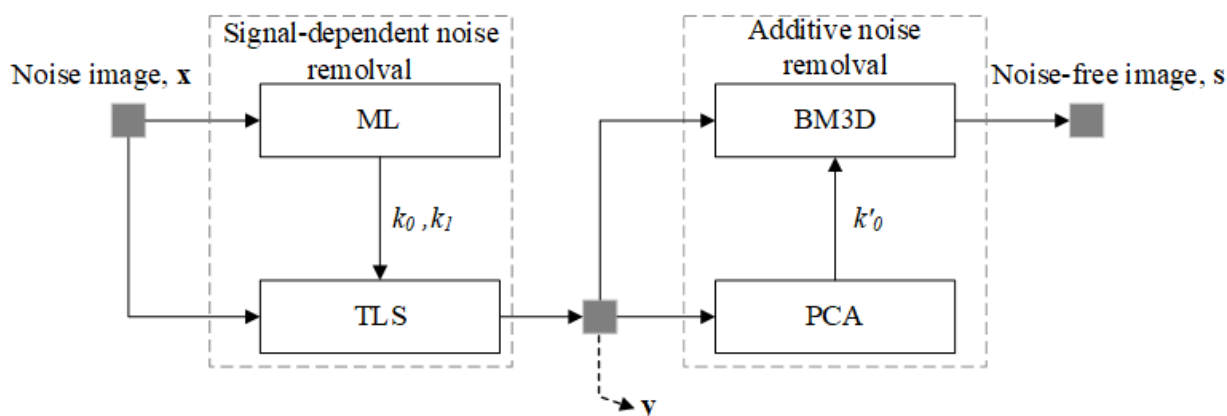 Signal-dependent noise
remolval
Additive noise
remolval
Noise image, x
Noise-free image, s
ML
BM3D
k0 ,k1
k'0
TLS
PCA
y